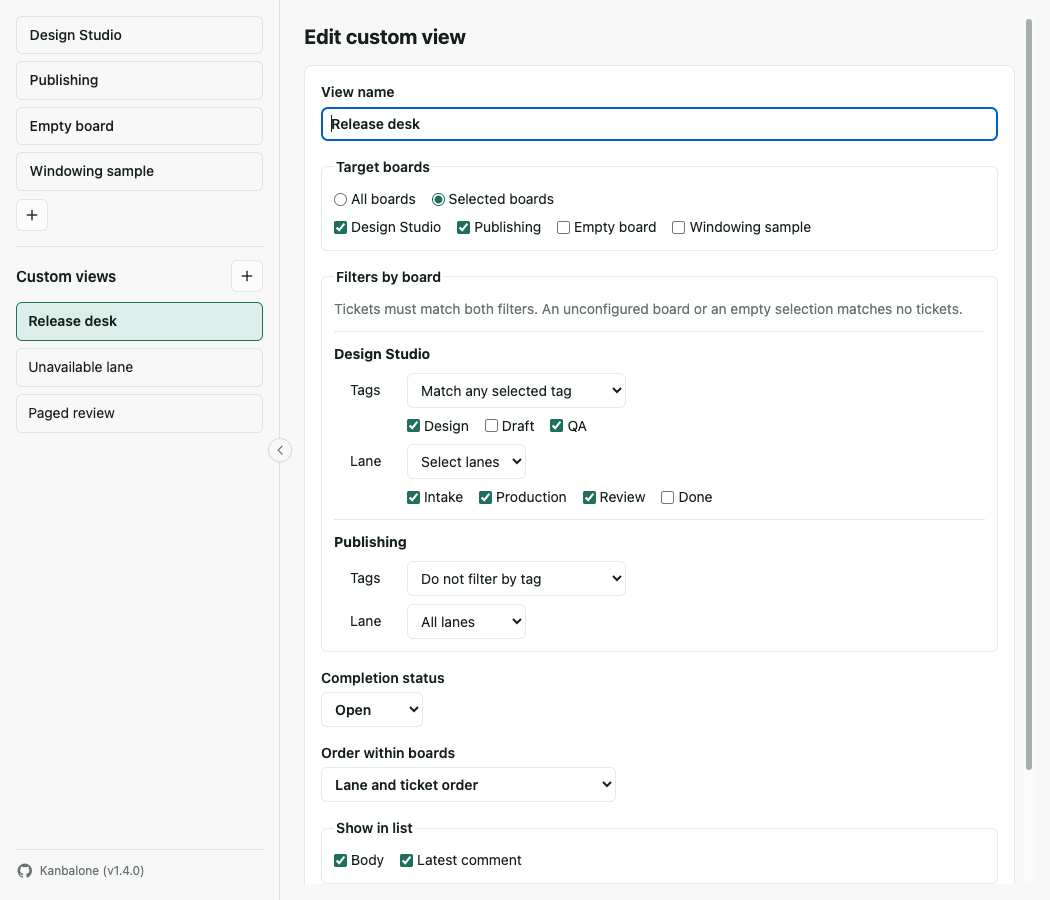 Design Studio
Publishing
Empty board
Windowing sample
+
Custom views +
Release desk
Unavailable lane
Paged review
Kanbalone (v1.4.0)
Edit custom view
View name
Release desk
Target boards
All boards Selected boards
Design Studio Publishing Empty board Windowing sample
Filters by board
Tickets must match both filters. An unconfigured board or an empty selection matches no tickets.
Design Studio
Tags Match any selected tag
Design Draft QA
Lane Select lanes
Intake Production Review Done
Publishing
Tags Do not filter by tag
Lane All lanes
Completion status
Open
Order within boards
Lane and ticket order
Show in list
Body Latest comment